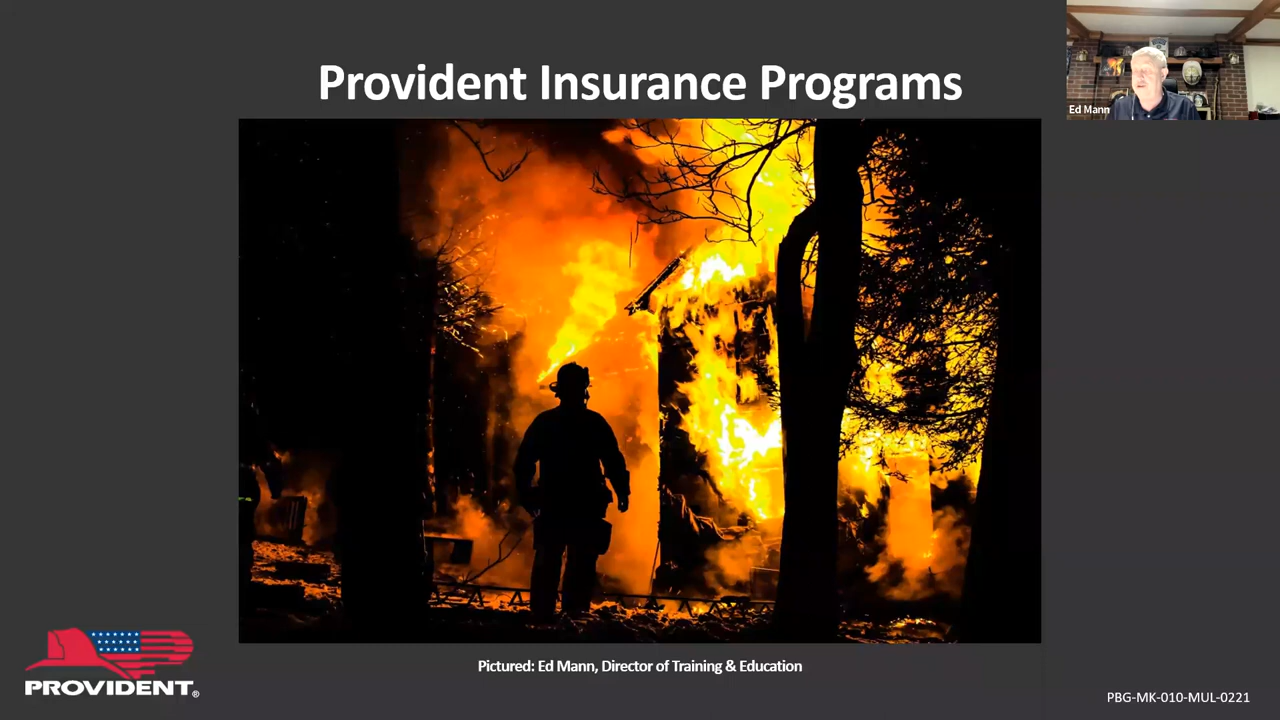 Provident Insurance Programs
Ed Mann
Pictured: Ed Mann, Director of Training & Education
PROVIDENT®
PBG-MK-010-MUL-0221